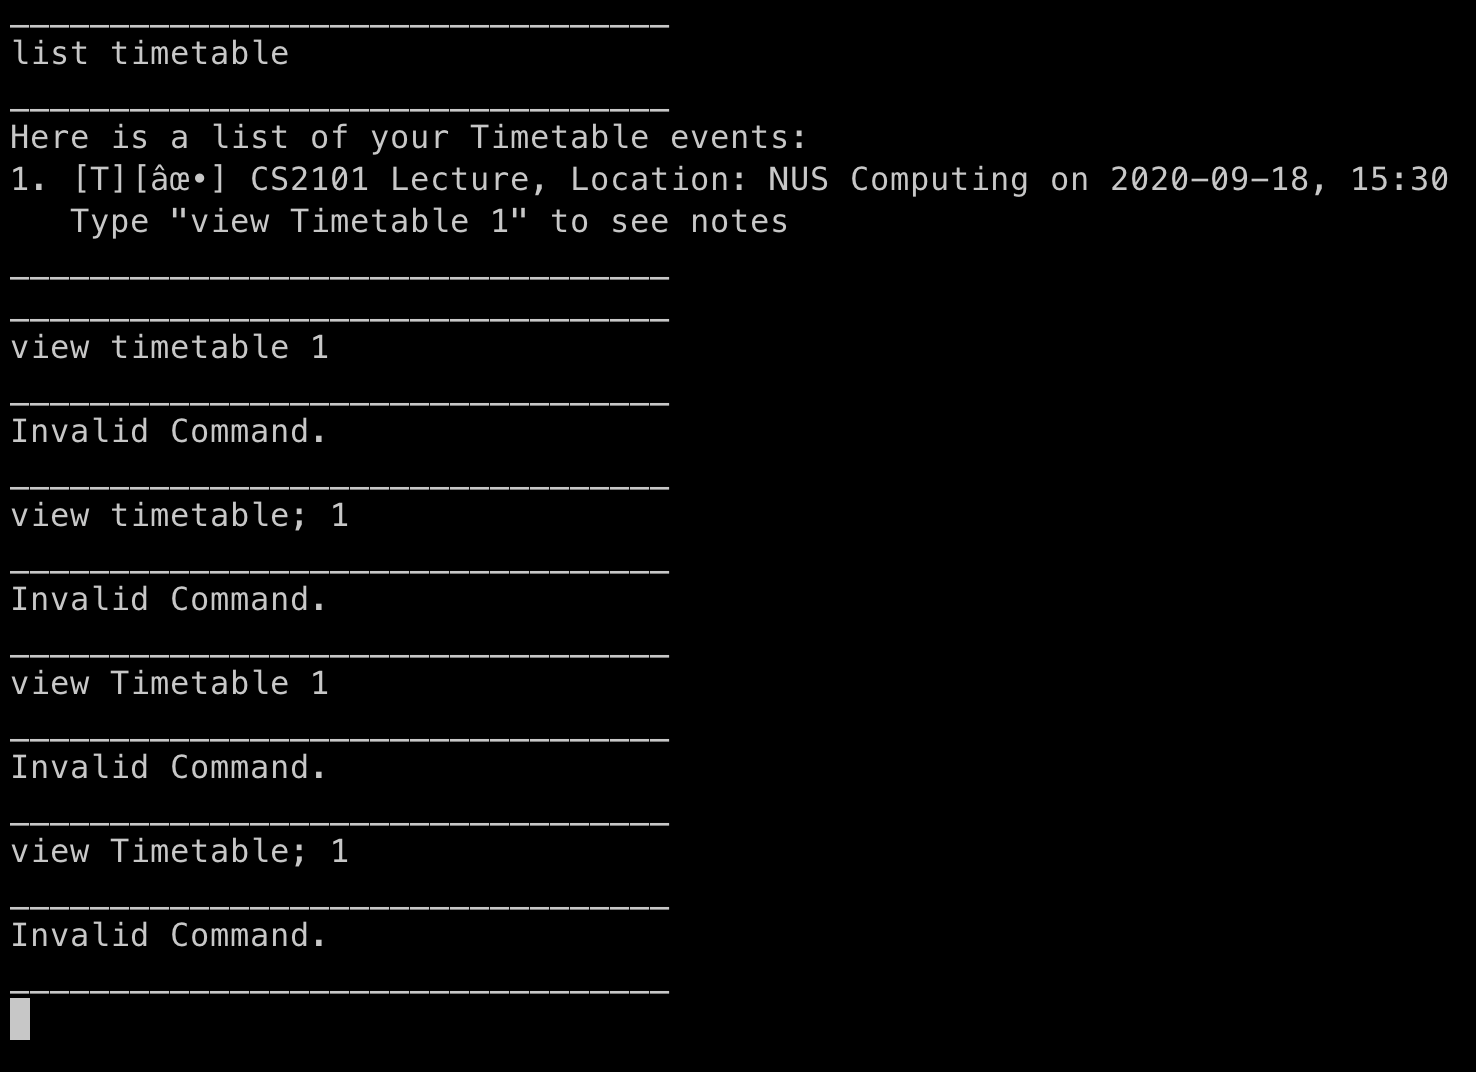 _________________________________
list timetable
_________________________________
Here is a list of your Timetable events:
1. [T][âœ•] CS2101 Lecture, Location: NUS Computing on 2020-09-18, 15:30
   Type "view Timetable 1" to see notes
_________________________________
_________________________________
view timetable 1
_________________________________
Invalid Command.
_________________________________
view timetable; 1
_________________________________
Invalid Command.
_________________________________
view Timetable 1
_________________________________
Invalid Command.
_________________________________
view Timetable; 1
_________________________________
Invalid Command.
_________________________________